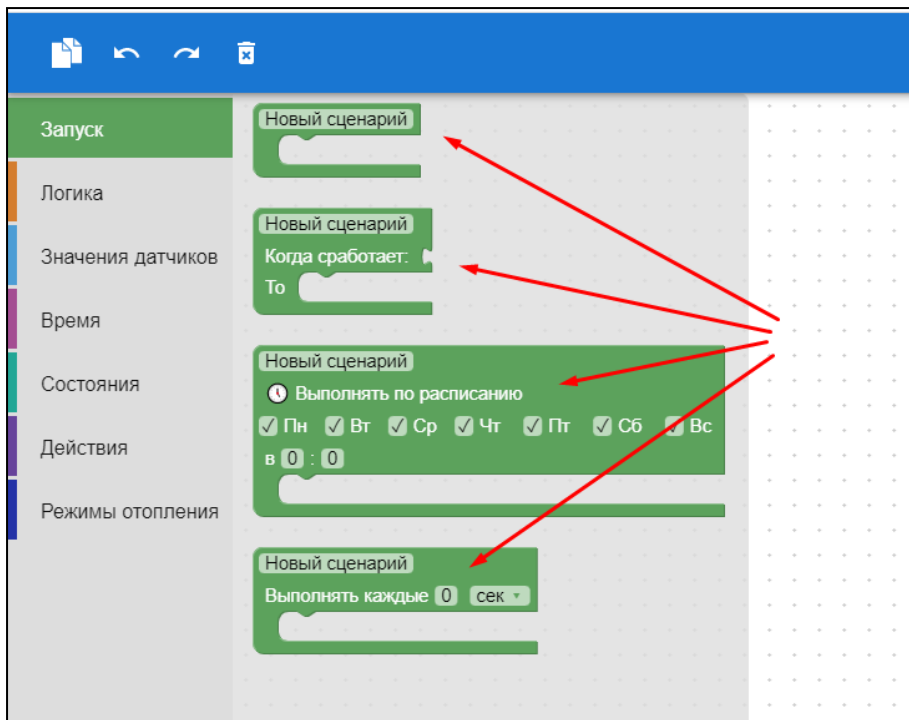 Запуск
Логика
Значения датчиков
Время
Состояния
Действия
Режимы отопления
Новый сценарий
Новый сценарий
Когда сработает:
То
Новый сценарий
Выполнять по расписанию
Пн Вт Ср Чт Пт Сб Вс
в 0 : 0
Новый сценарий
Выполнять каждые 0 сек